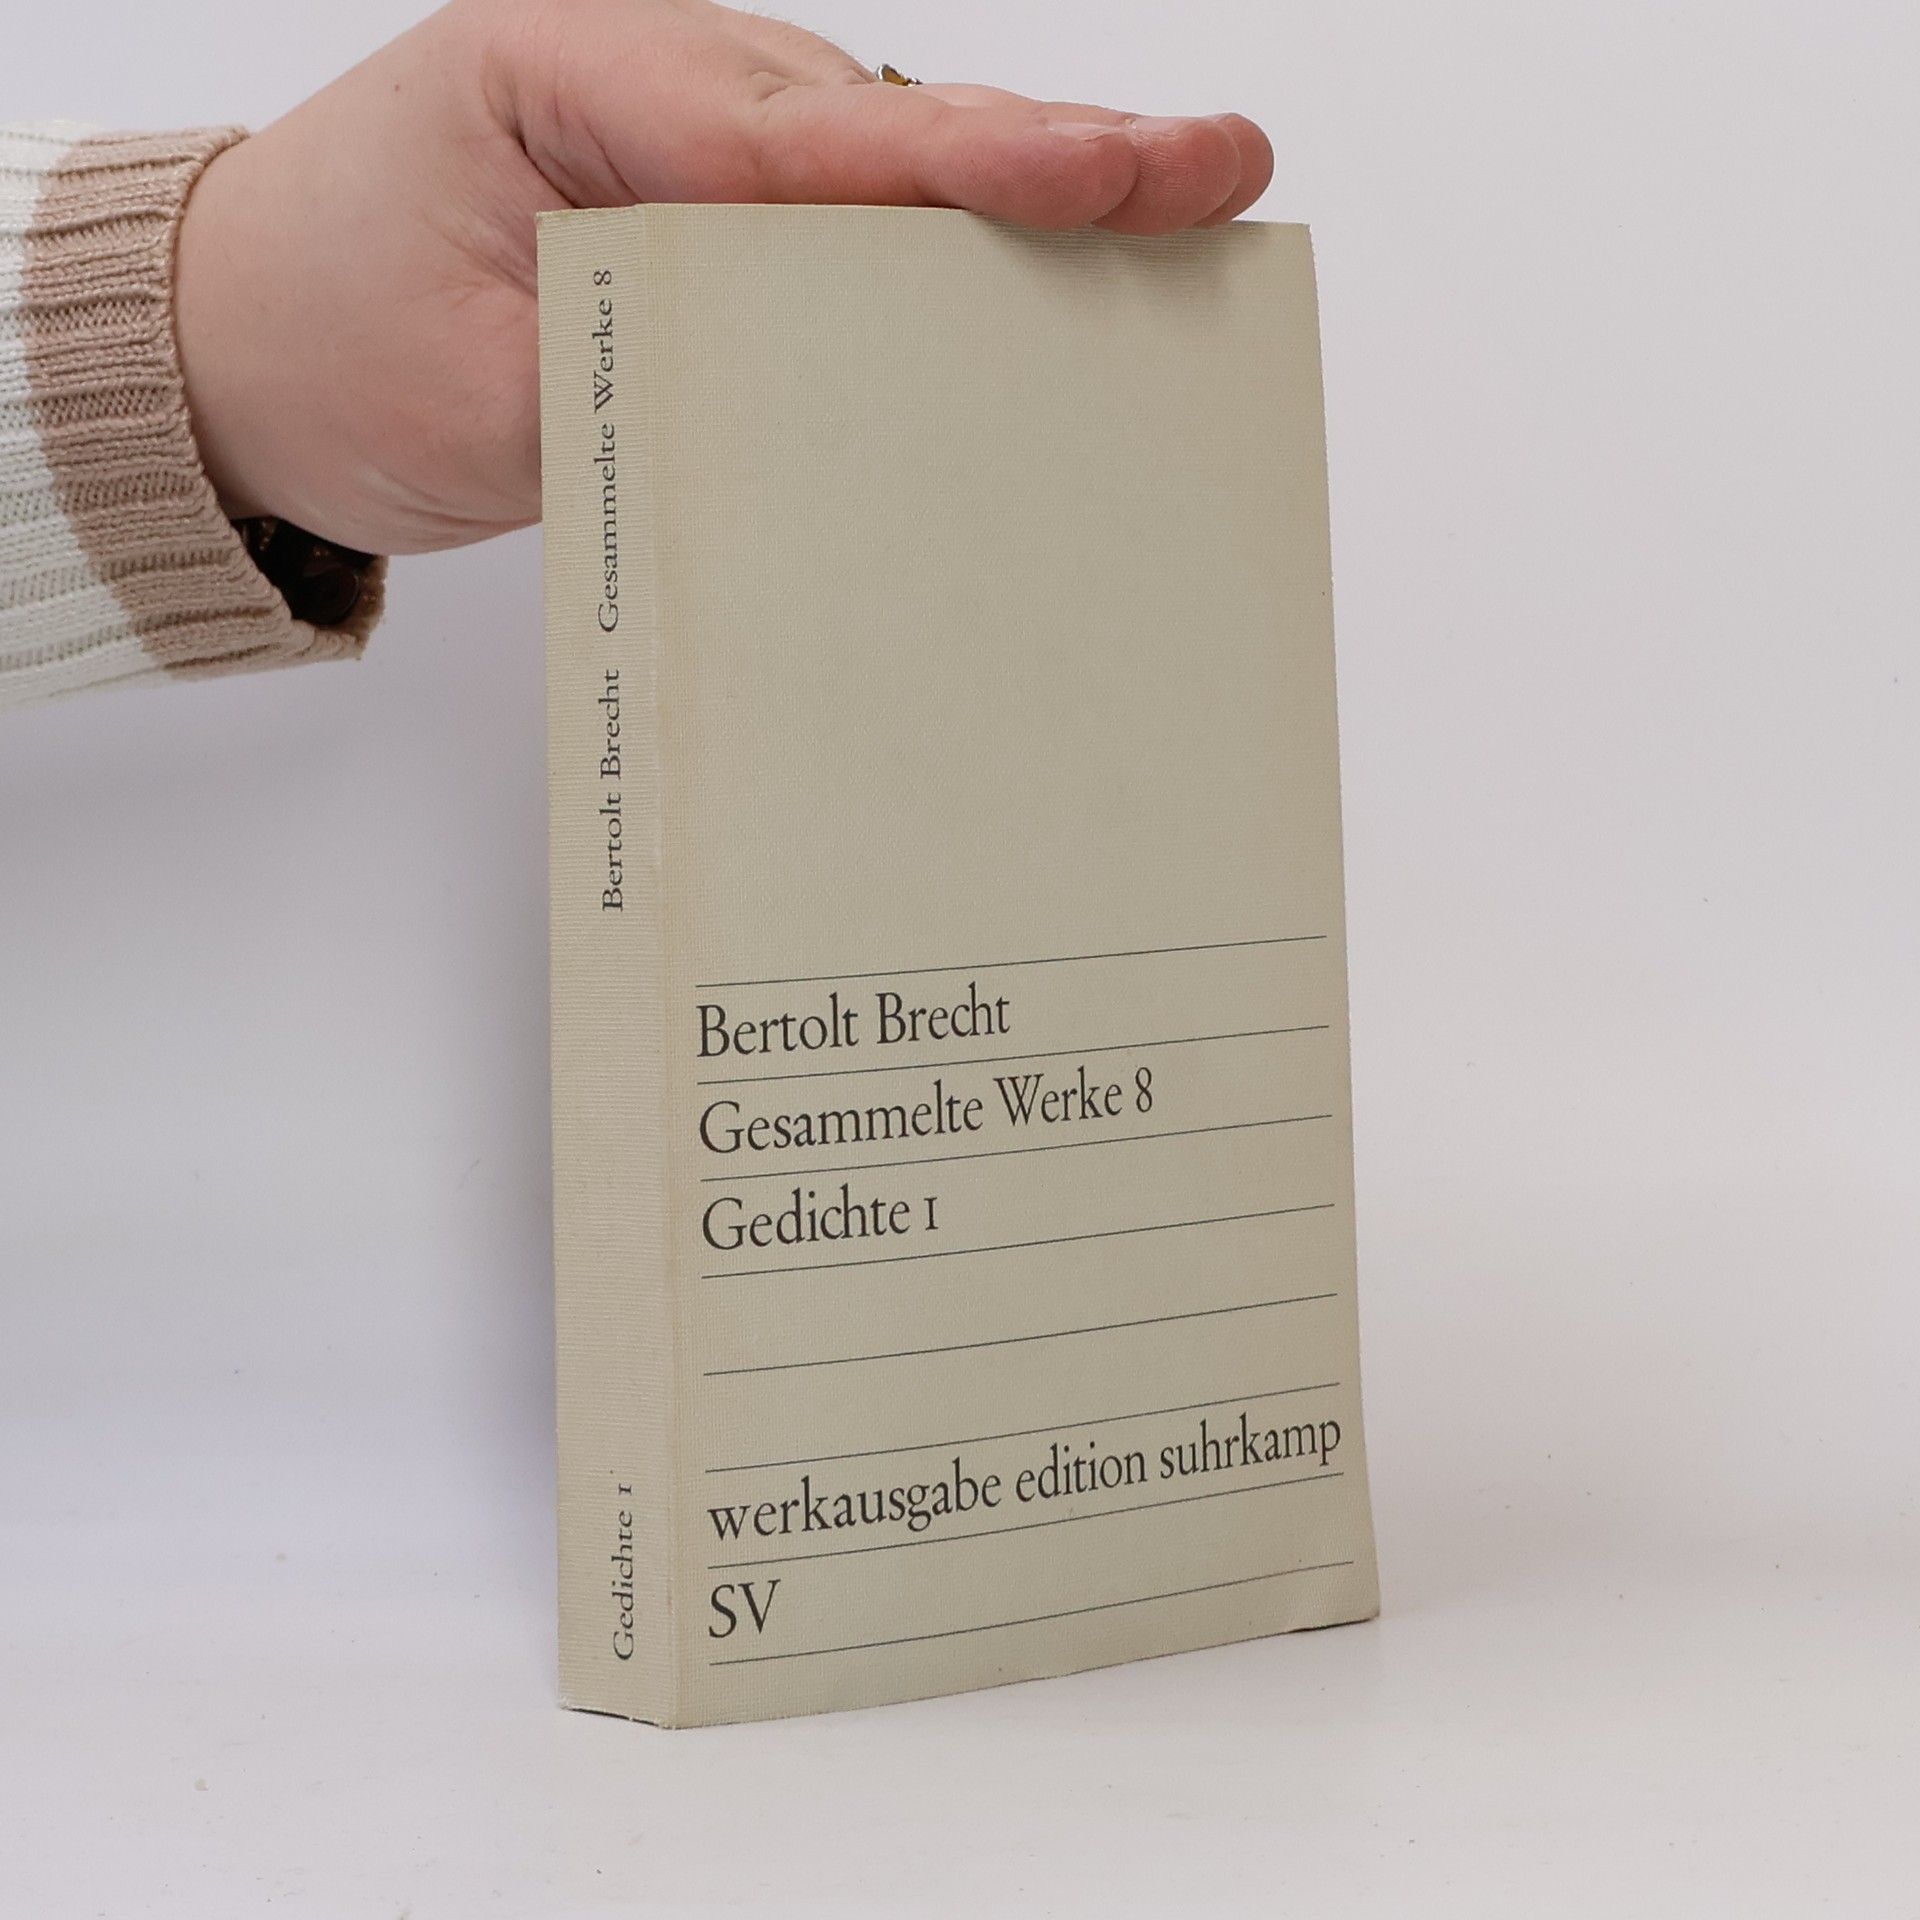 Bertolt Brecht Gesammelte Werke 8
Gedichte 1
Bertolt Brecht
Gesammelte Werke 8
Gedichte 1
werkausgabe edition suhrkamp
SV